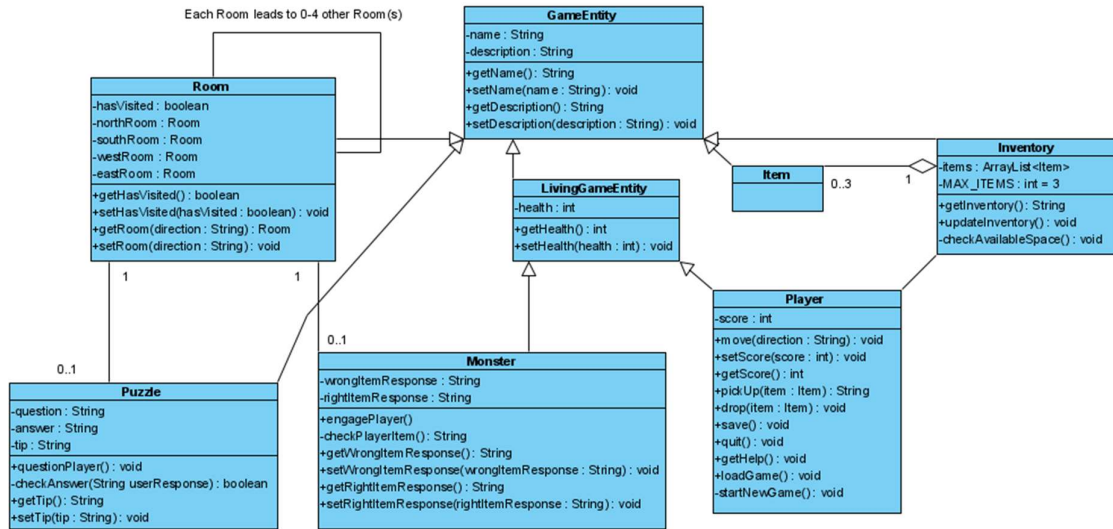 Each Room leads to 0-4 other Room(s)
GameEntity
-name : String
-description : String
+getName() : String
+setName(name : String) : void
+getDescription() : String
+setDescription(description : String) : void
Room
-hasVisited : boolean
-northRoom : Room
-southRoom : Room
-westRoom : Room
-eastRoom : Room
+getHasVisited() : boolean
+setHasVisited(hasVisited : boolean) : void
+getRoom(direction : String) : Room
+setRoom(direction : String) : void
1
1
0..1
0..1
LivingGameEntity
-health : int
+getHealth() : int
+setHealth(health : int) : void
Item
0..3
1
Inventory
-items : ArrayList<Item>
-MAX_ITEMS : int = 3
+getInventory() : String
+updateInventory() : void
-checkAvailableSpace() : void
Puzzle
-question : String
-answer : String
-tip : String
+questionPlayer() : void
-checkAnswer(String userResponse) : boolean
+getTip() : String
+setTip(tip : String) : void
Monster
-wrongItemResponse : String
-rightItemResponse : String
+engagePlayer()
-checkPlayerItem() : String
+getWrongItemResponse() : String
+setWrongItemResponse(wrongItemResponse : String) : void
+getRightItemResponse() : String
+setRightItemResponse(rightItemResponse : String) : void
Player
-score : int
+move(direction : String) : void
+setScore(score : int) : void
+getScore() : int
+pickUp(item : Item) : String
+drop(item : Item) : void
+save() : void
+quit() : void
+getHelp() : void
+loadGame() : void
-startNewGame() : void